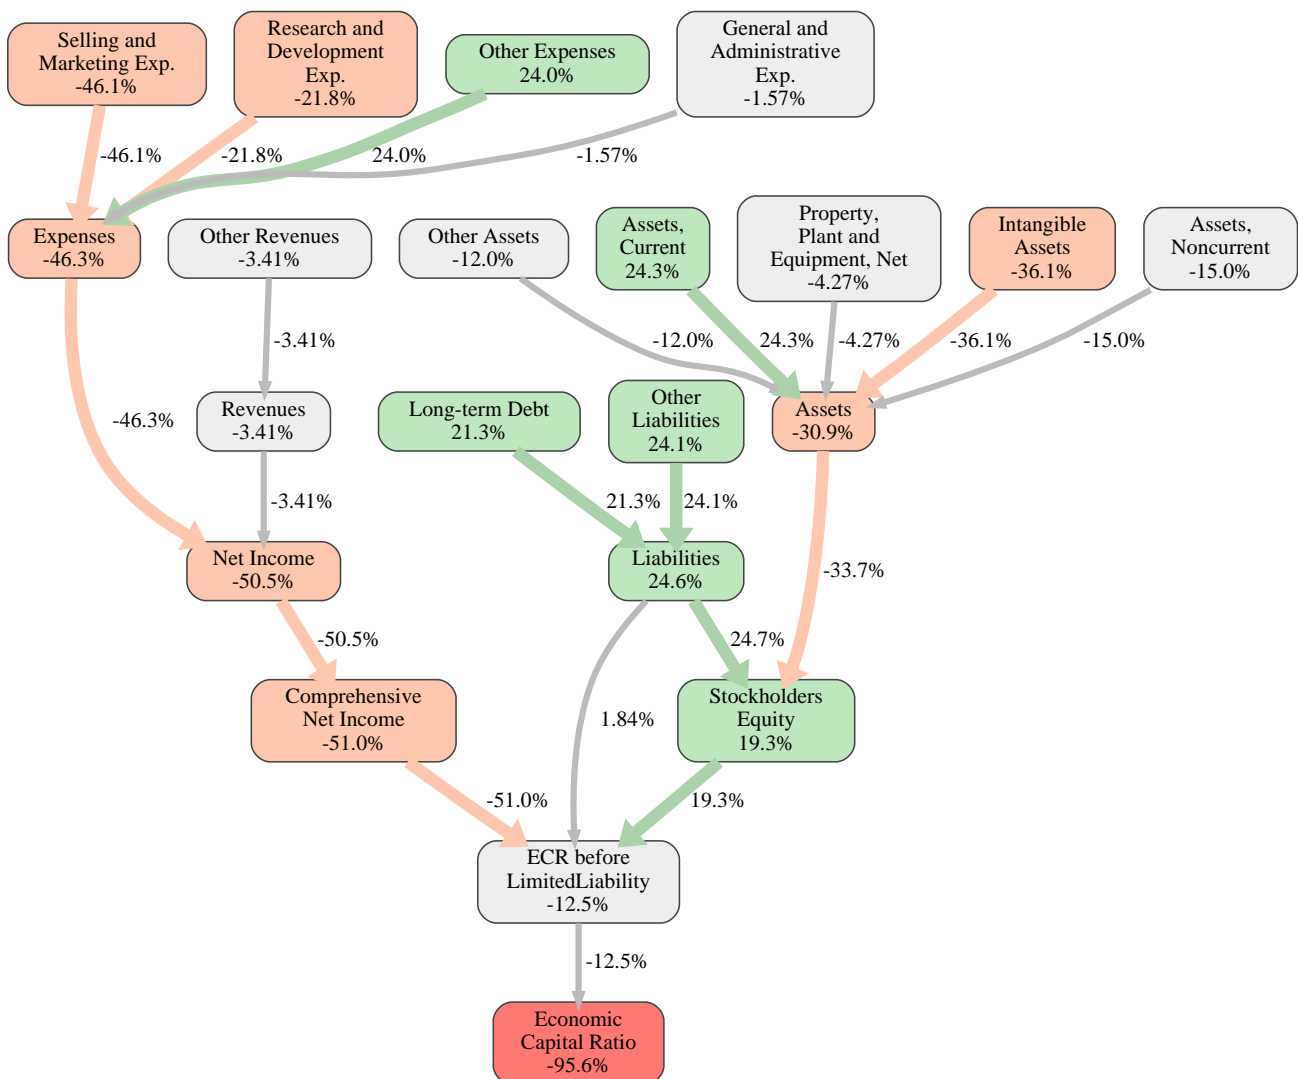 Selling and
Marketing Exp.
-46.1%
Research and
Development
Exp.
-21.8%
Other Expenses
24.0%
General and
Administrative
Exp.
-1.57%
-46.1%
-21.8%
24.0%
-1.57%
Expenses
-46.3%
Other Revenues
-3.41%
Other Assets
-12.0%
Assets,
Current
24.3%
Property,
Plant and
Equipment, Net
-4.27%
Intangible
Assets
-36.1%
Assets,
Noncurrent
-15.0%
-3.41%
-12.0%
24.3%
-4.27%
-36.1%
-15.0%
-46.3%
Revenues
-3.41%
Long-term Debt
21.3%
Other
Liabilities
24.1%
Assets
-30.9%
-3.41%
21.3%
24.1%
-33.7%
Net Income
-50.5%
Liabilities
24.6%
-50.5%
24.7%
Comprehensive
Net Income
-51.0%
1.84%
Stockholders
Equity
19.3%
-51.0%
19.3%
ECR before
LimitedLiability
-12.5%
-12.5%
Economic
Capital Ratio
-95.6%